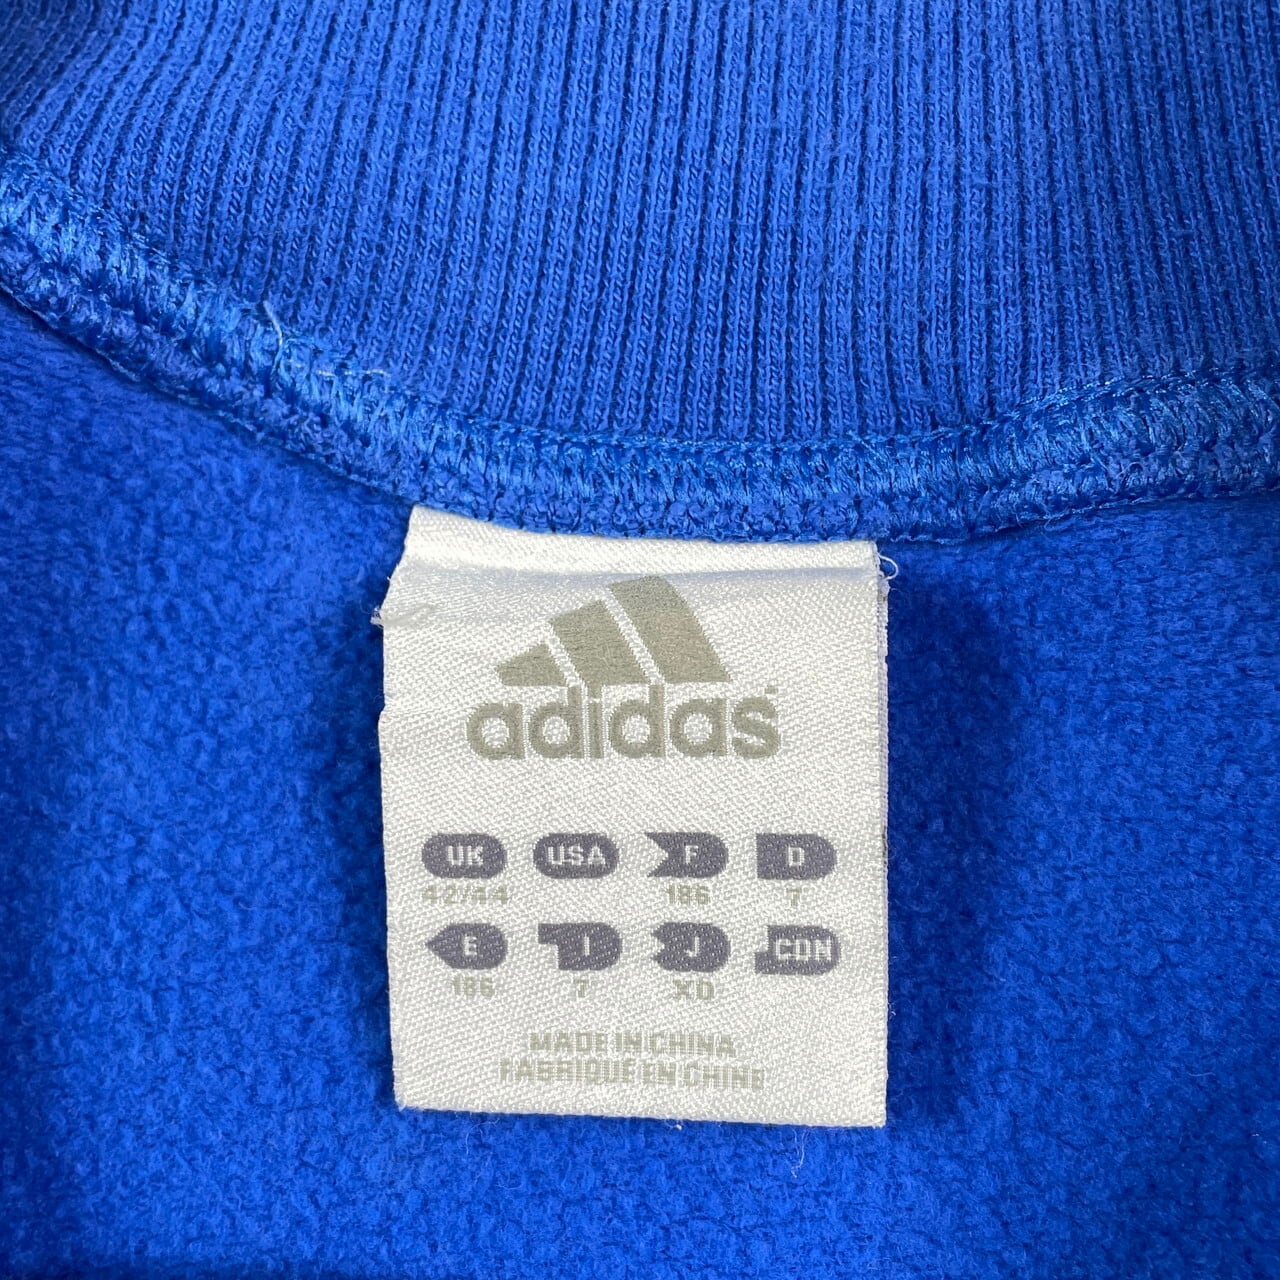 adidas
UK USA F D
42/44 186 7
E I J CDN
186 7 XO
MADE IN CHINA
FABRIQUE EN CHINE